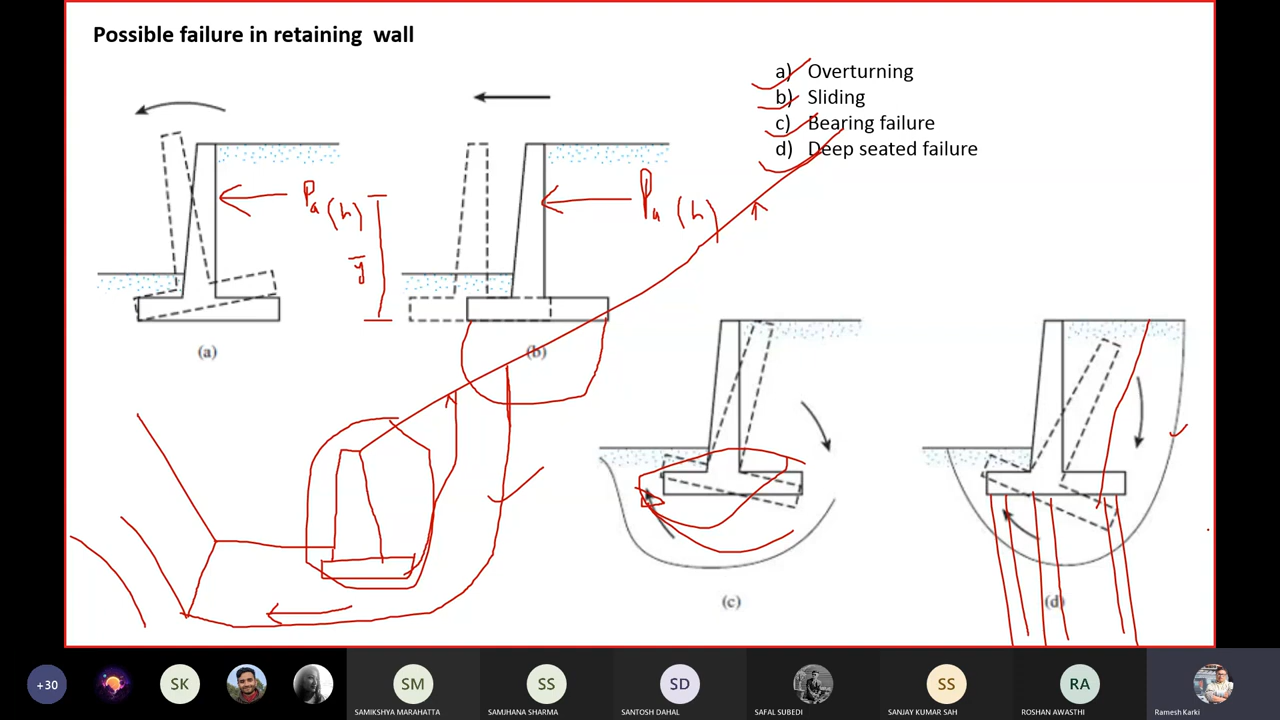 Possible failure in retaining wall
a) Overturning
b) Sliding
c) Bearing failure
d) Deep seated failure
Pa (h)
y
Pa (h)
(a)
(b)
(c)
(d)
+30
SK
SM
SS
SD
SS
RA
SAMIKSHYA MARAHATTA
SAMJHANA SHARMA
SANTOSH DAHAL
SAFAL SUBEDI
SANJAY KUMAR SAH
ROSHAN AWASTHI
Ramesh Karki